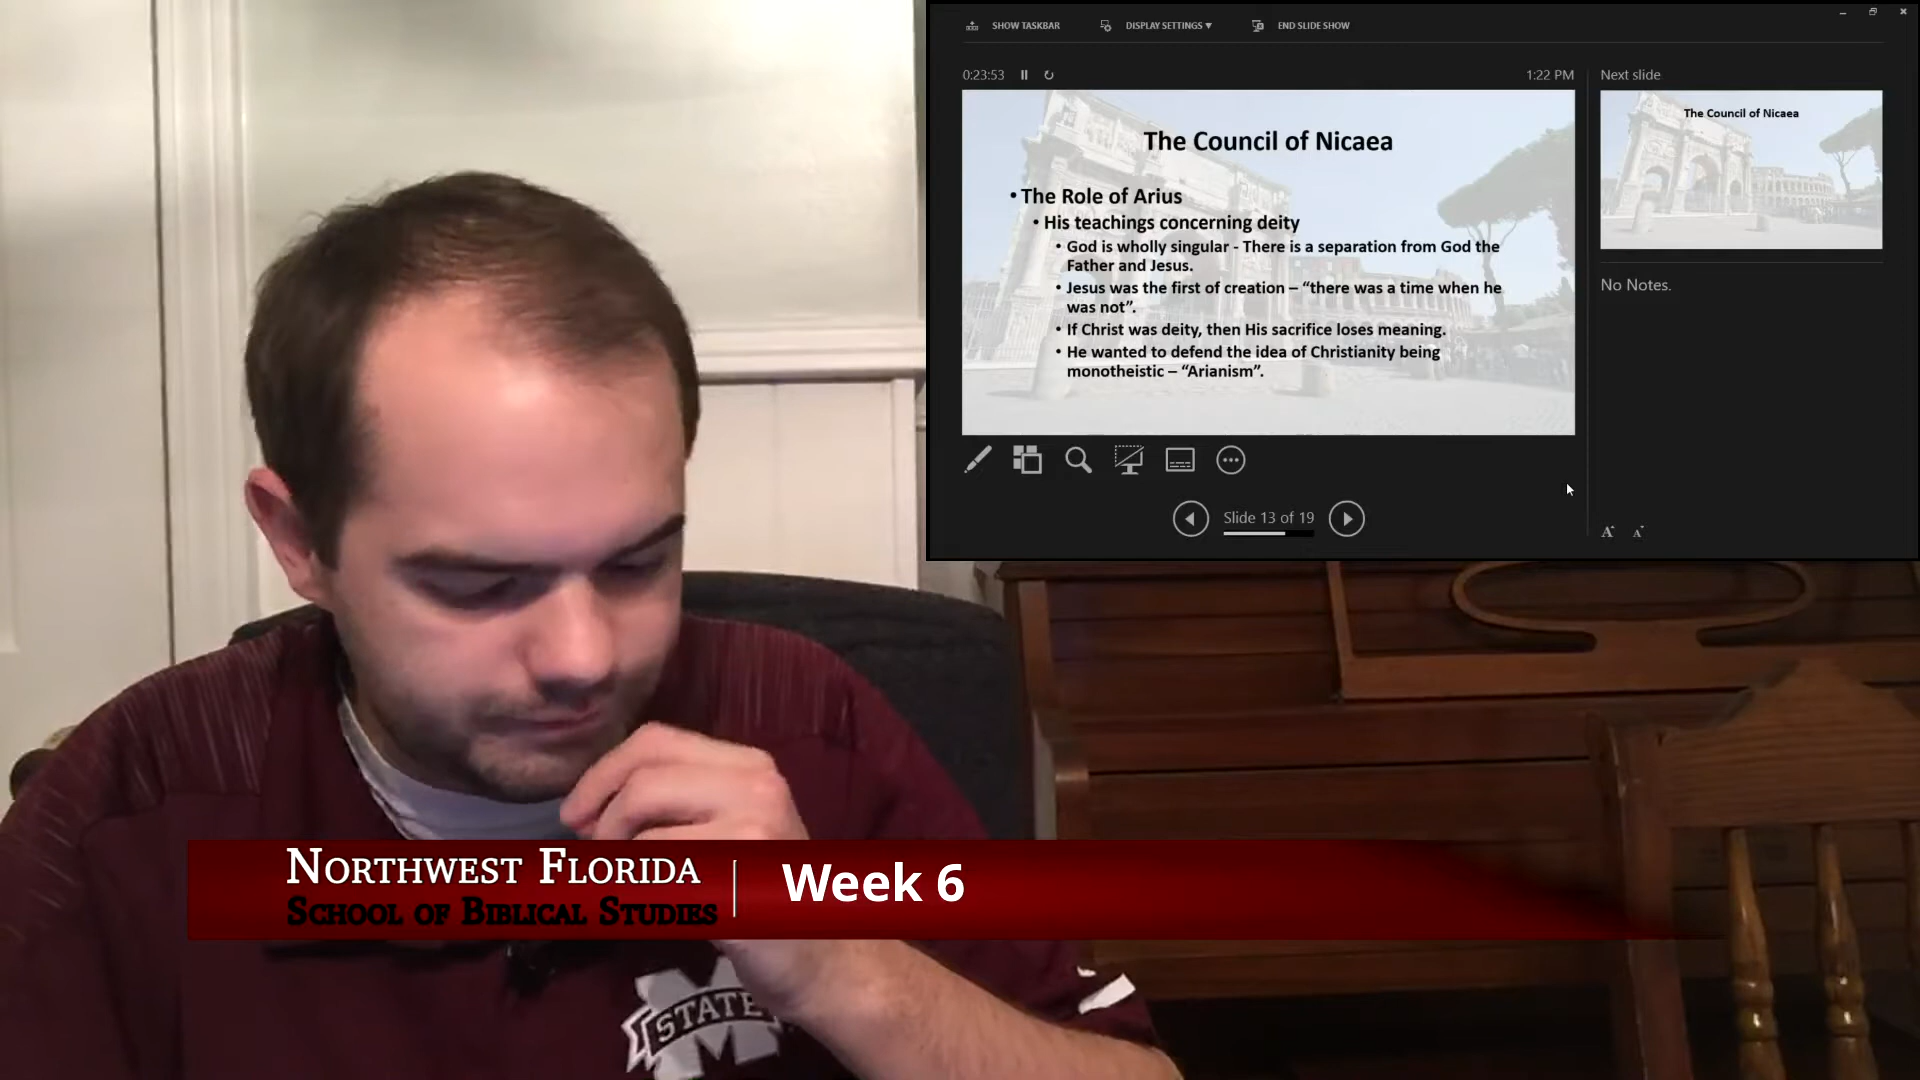 SHOW TASKBAR
DISPLAY SETTINGS ▼
END SLIDE SHOW
0:23:53
1:22 PM
Next slide
The Council of Nicaea
• The Role of Arius
• His teachings concerning deity
• God is wholly singular - There is a separation from God the
Father and Jesus.
• Jesus was the first of creation – “there was a time when he
was not”.
• If Christ was deity, then His sacrifice loses meaning.
• He wanted to defend the idea of Christianity being
monotheistic – “Arianism”.
The Council of Nicaea
No Notes.
Slide 13 of 19
A A
NORTHWEST FLORIDA
SCHOOL OF BIBLICAL STUDIES
Week 6
M
STATE